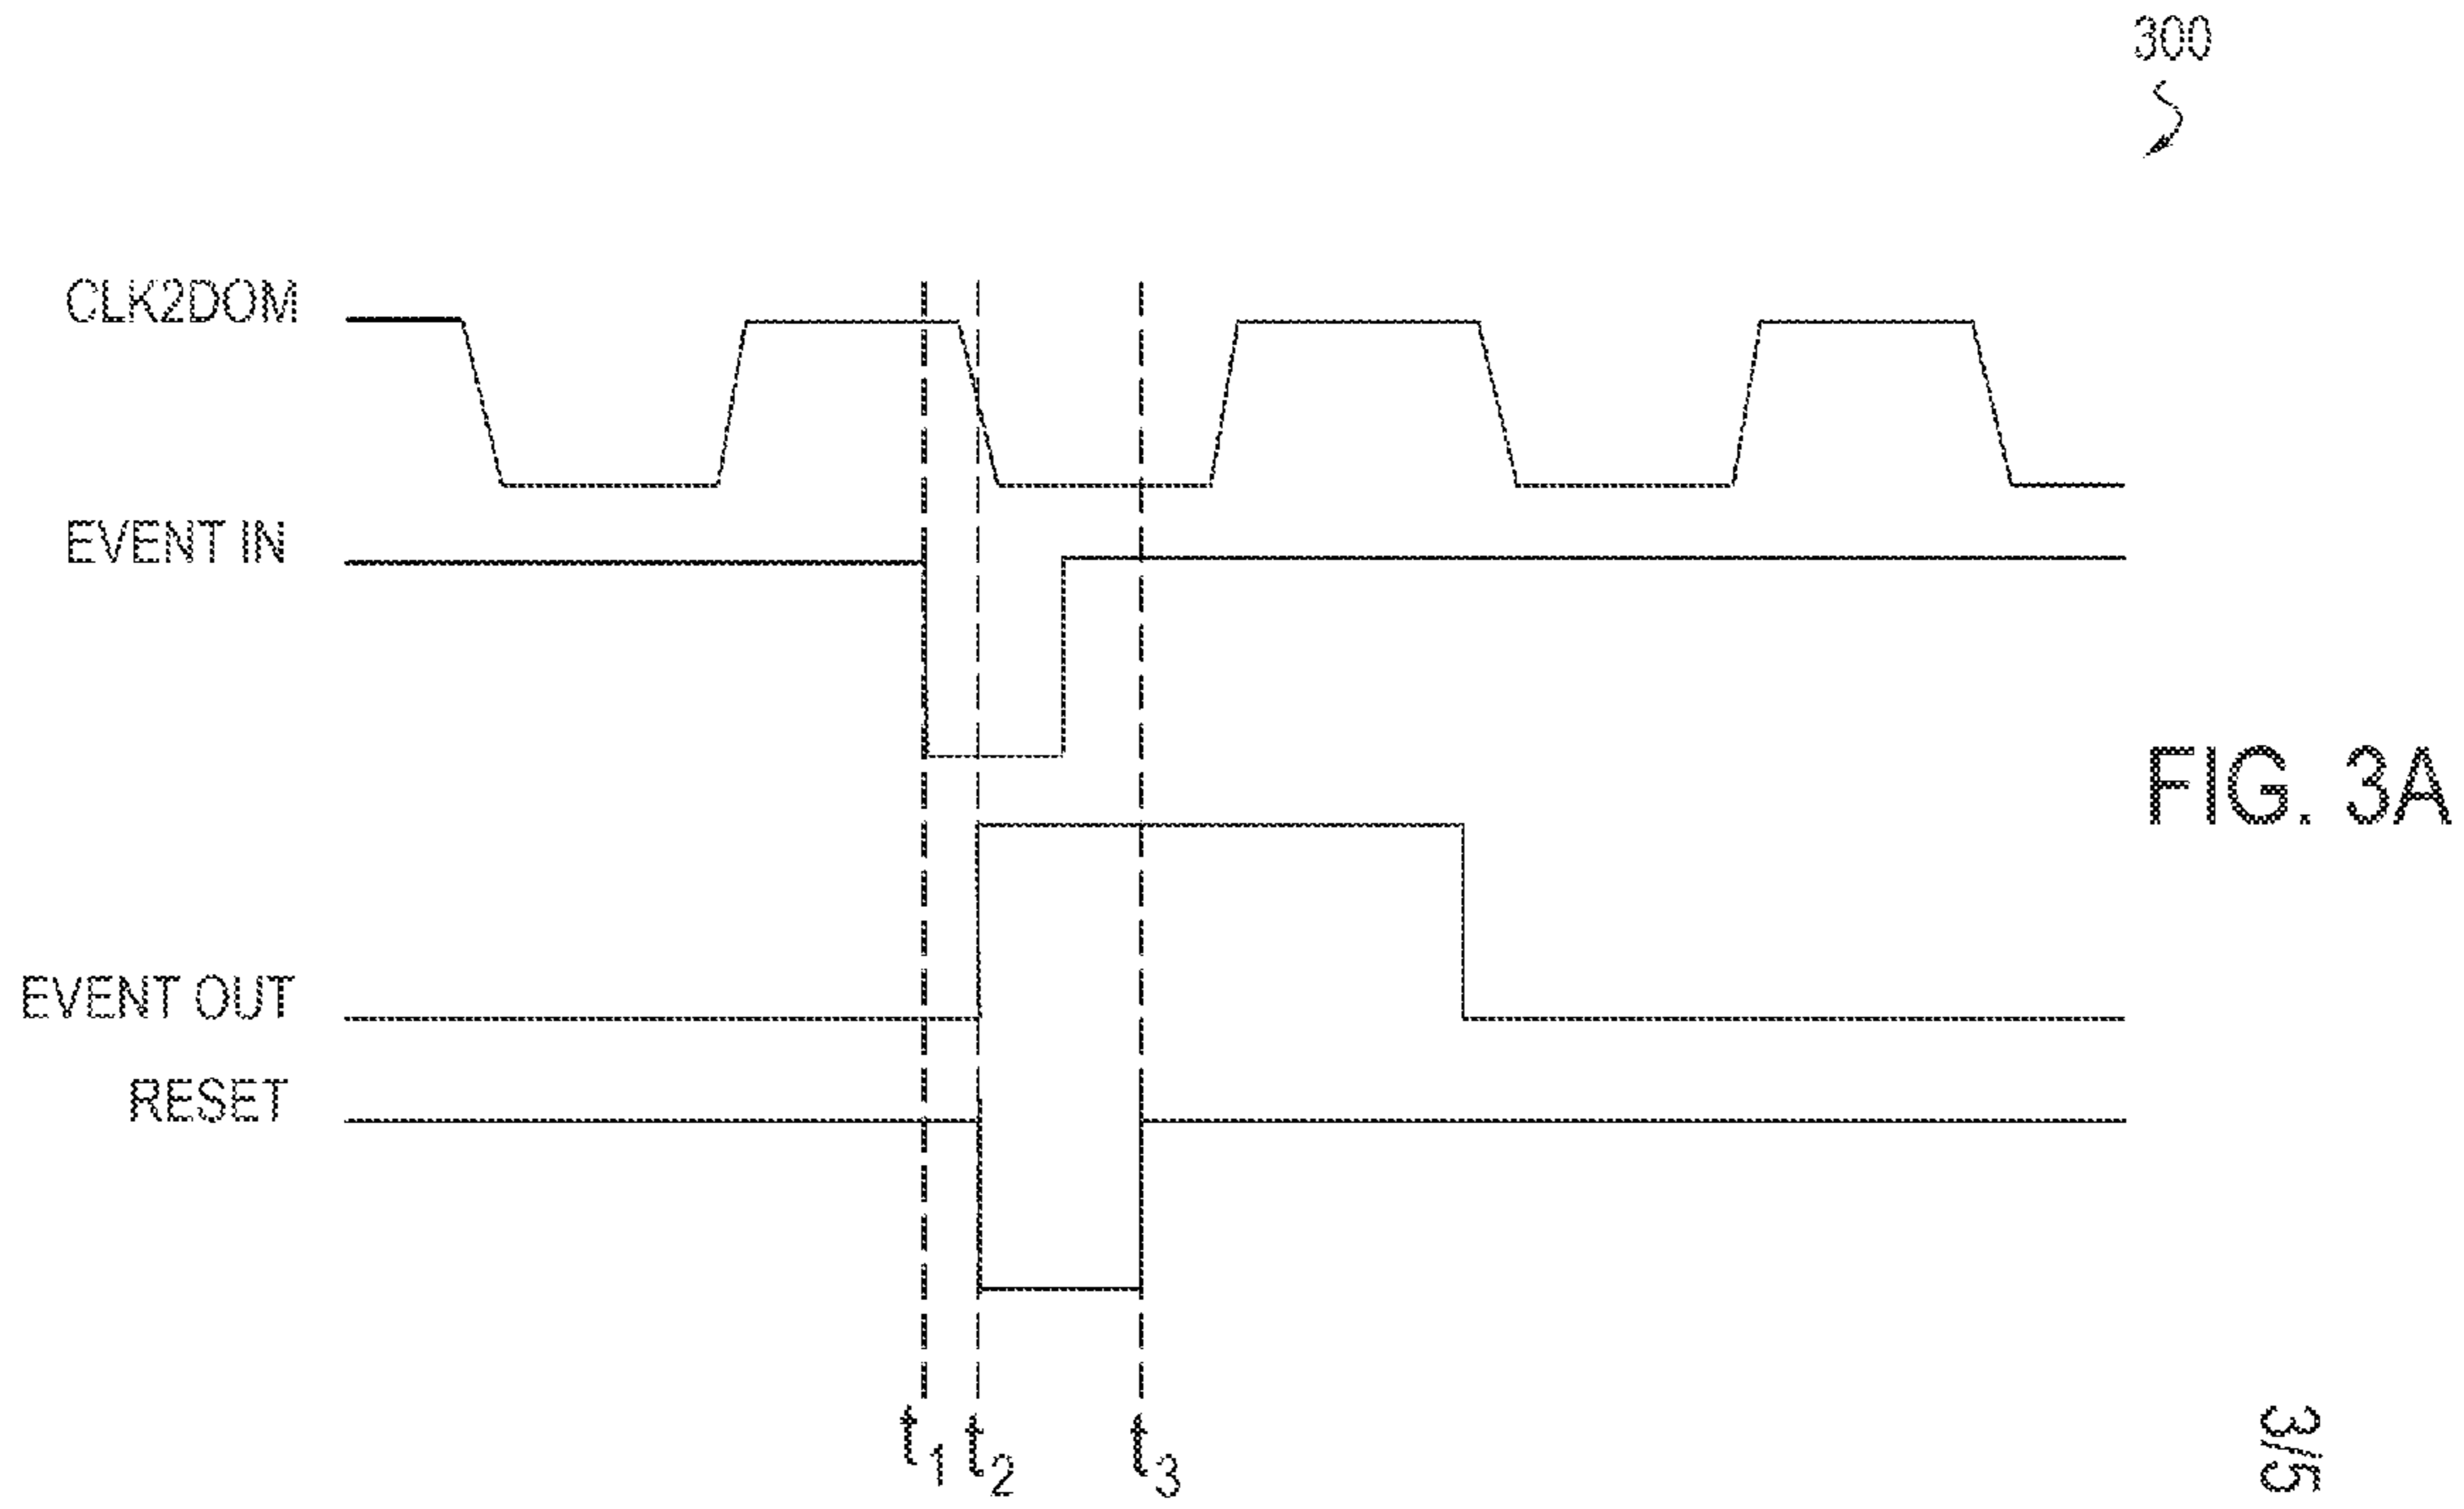 300
CLK2DOM
EVENT IN
FIG. 3A
EVENT OUT
RESET
t1 t2 t3
3/5